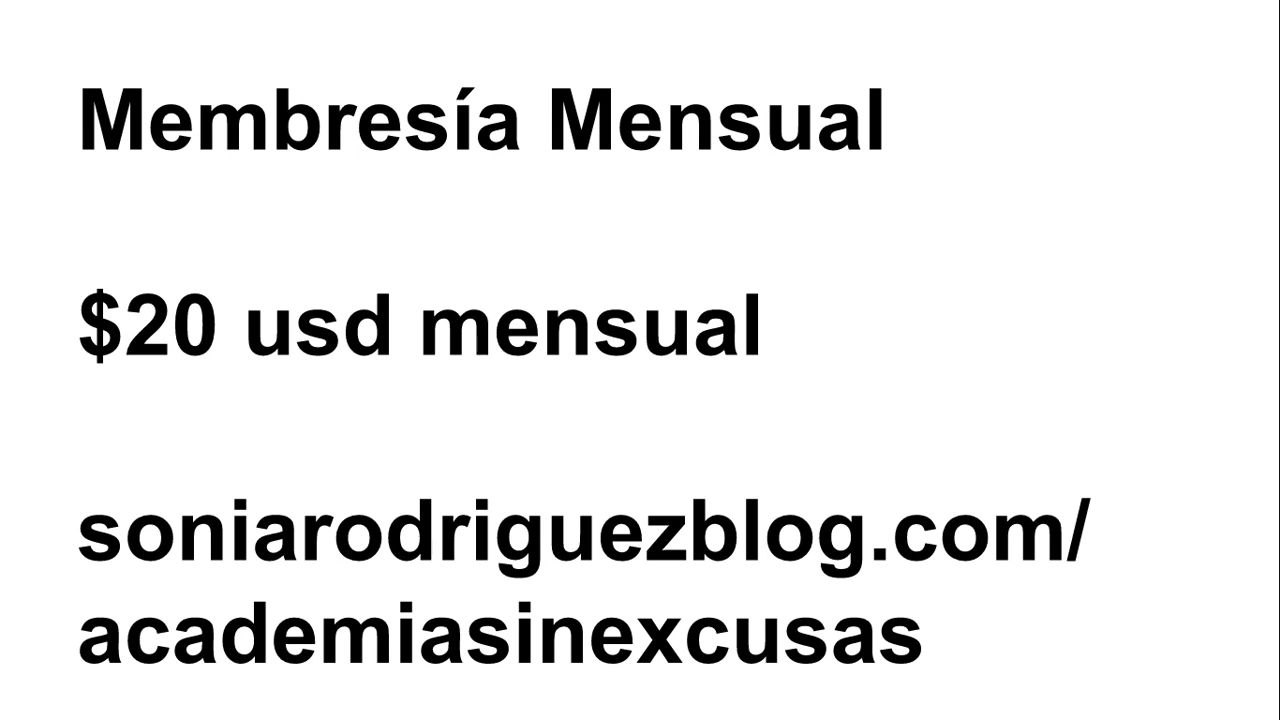 Membresía Mensual
$20 usd mensual
soniarodriguezblog.com/
academiasinexcusas